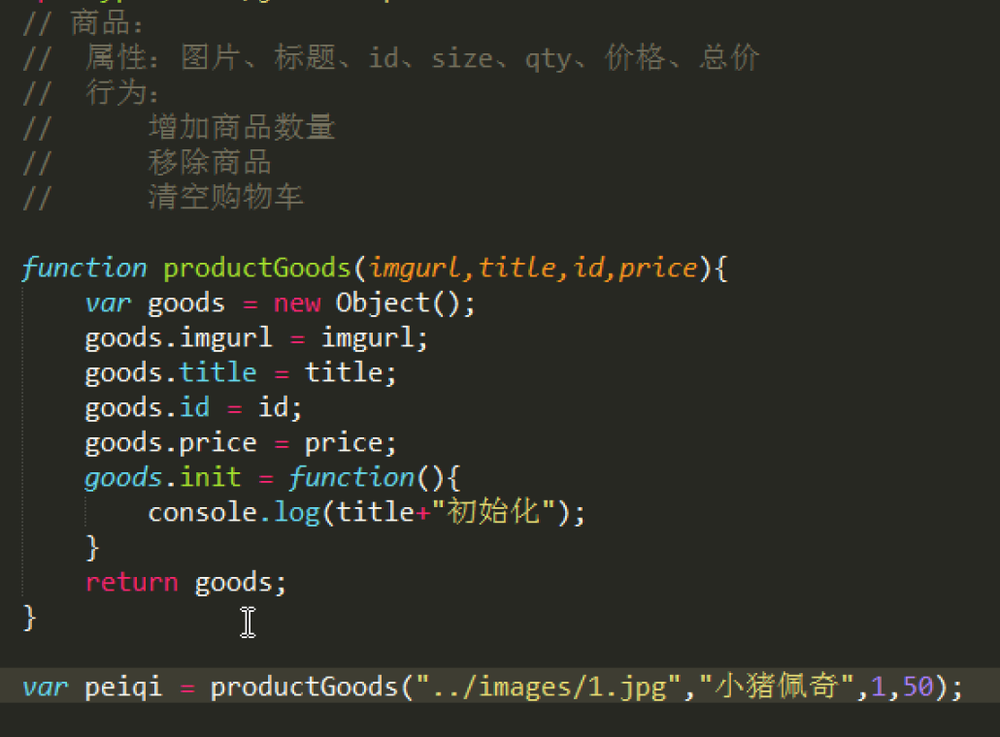 // 商品：
// 属性：图片、标题、id、size、qty、价格、总价
// 行为：
// 增加商品数量
// 移除商品
// 清空购物车
function productGoods(imgurl,title,id,price){
var goods = new Object();
goods.imgurl = imgurl;
goods.title = title;
goods.id = id;
goods.price = price;
goods.init = function(){
console.log(title+"初始化");
}
return goods;
}
var peiqi = productGoods("../images/1.jpg","小猪佩奇",1,50);